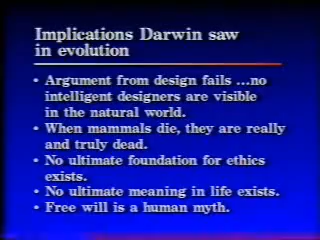 Implications Darwin saw
in evolution
• Argument from design fails ...no
intelligent designers are visible
in the natural world.
• When mammals die, they are really
and truly dead.
• No ultimate foundation for ethics
exists.
• No ultimate meaning in life exists.
• Free will is a human myth.